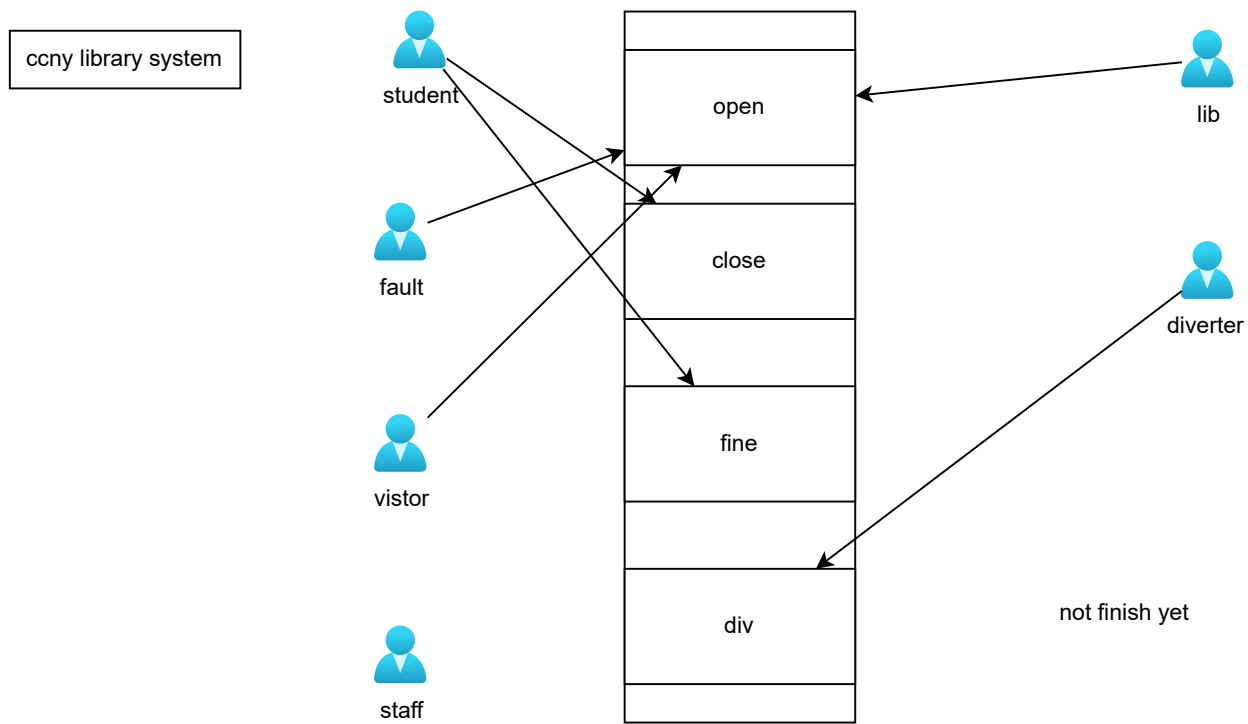 ccny library system
student
open
lib
fault
close
diverter
vistor
fine
staff
div
not finish yet